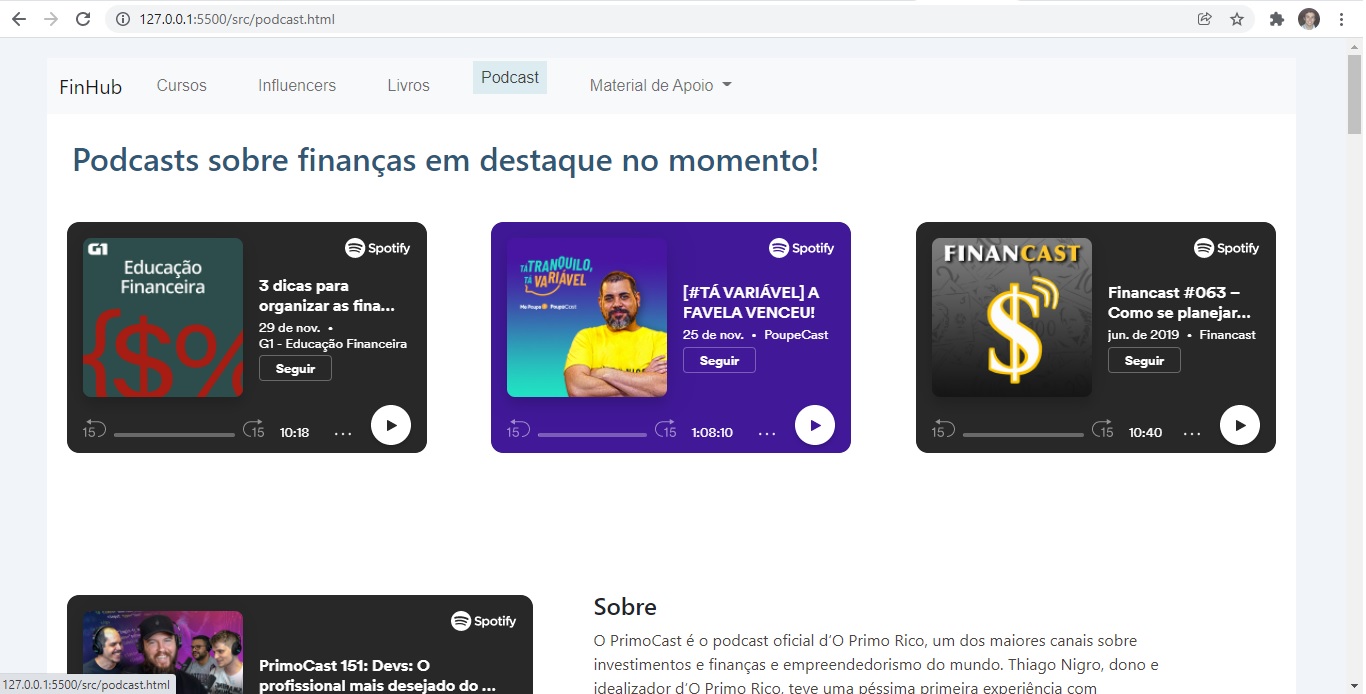 127.0.0.1:5500/src/podcast.html
FinHub Cursos Influencers Livros Podcast Material de Apoio
Podcasts sobre finanças em destaque no momento!
G1
Educação
Financeira
Spotify
3 dicas para
organizar as fina...
29 de nov. •
G1 - Educação Financeira
Seguir
15 15 10:18 ...
TÁ TRANQUILO,
TÁ VARIÁVEL
Me Poupe PoupeCast
Spotify
[#TÁ VARIÁVEL] A
FAVELA VENCEU!
25 de nov. • PoupeCast
Seguir
15 15 1:08:10 ...
FINANCAST
$
Spotify
Financast #063 –
Como se planejar...
jun. de 2019 • Financast
Seguir
15 15 10:40 ...
Spotify
PrimoCast 151: Devs: O
profissional mais desejado do ...
Sobre
O PrimoCast é o podcast oficial d’O Primo Rico, um dos maiores canais sobre
investimentos e finanças e empreendedorismo do mundo. Thiago Nigro, dono e
idealizador d’O Primo Rico, teve uma péssima primeira experiência com
127.0.0.1:5500/src/podcast.html